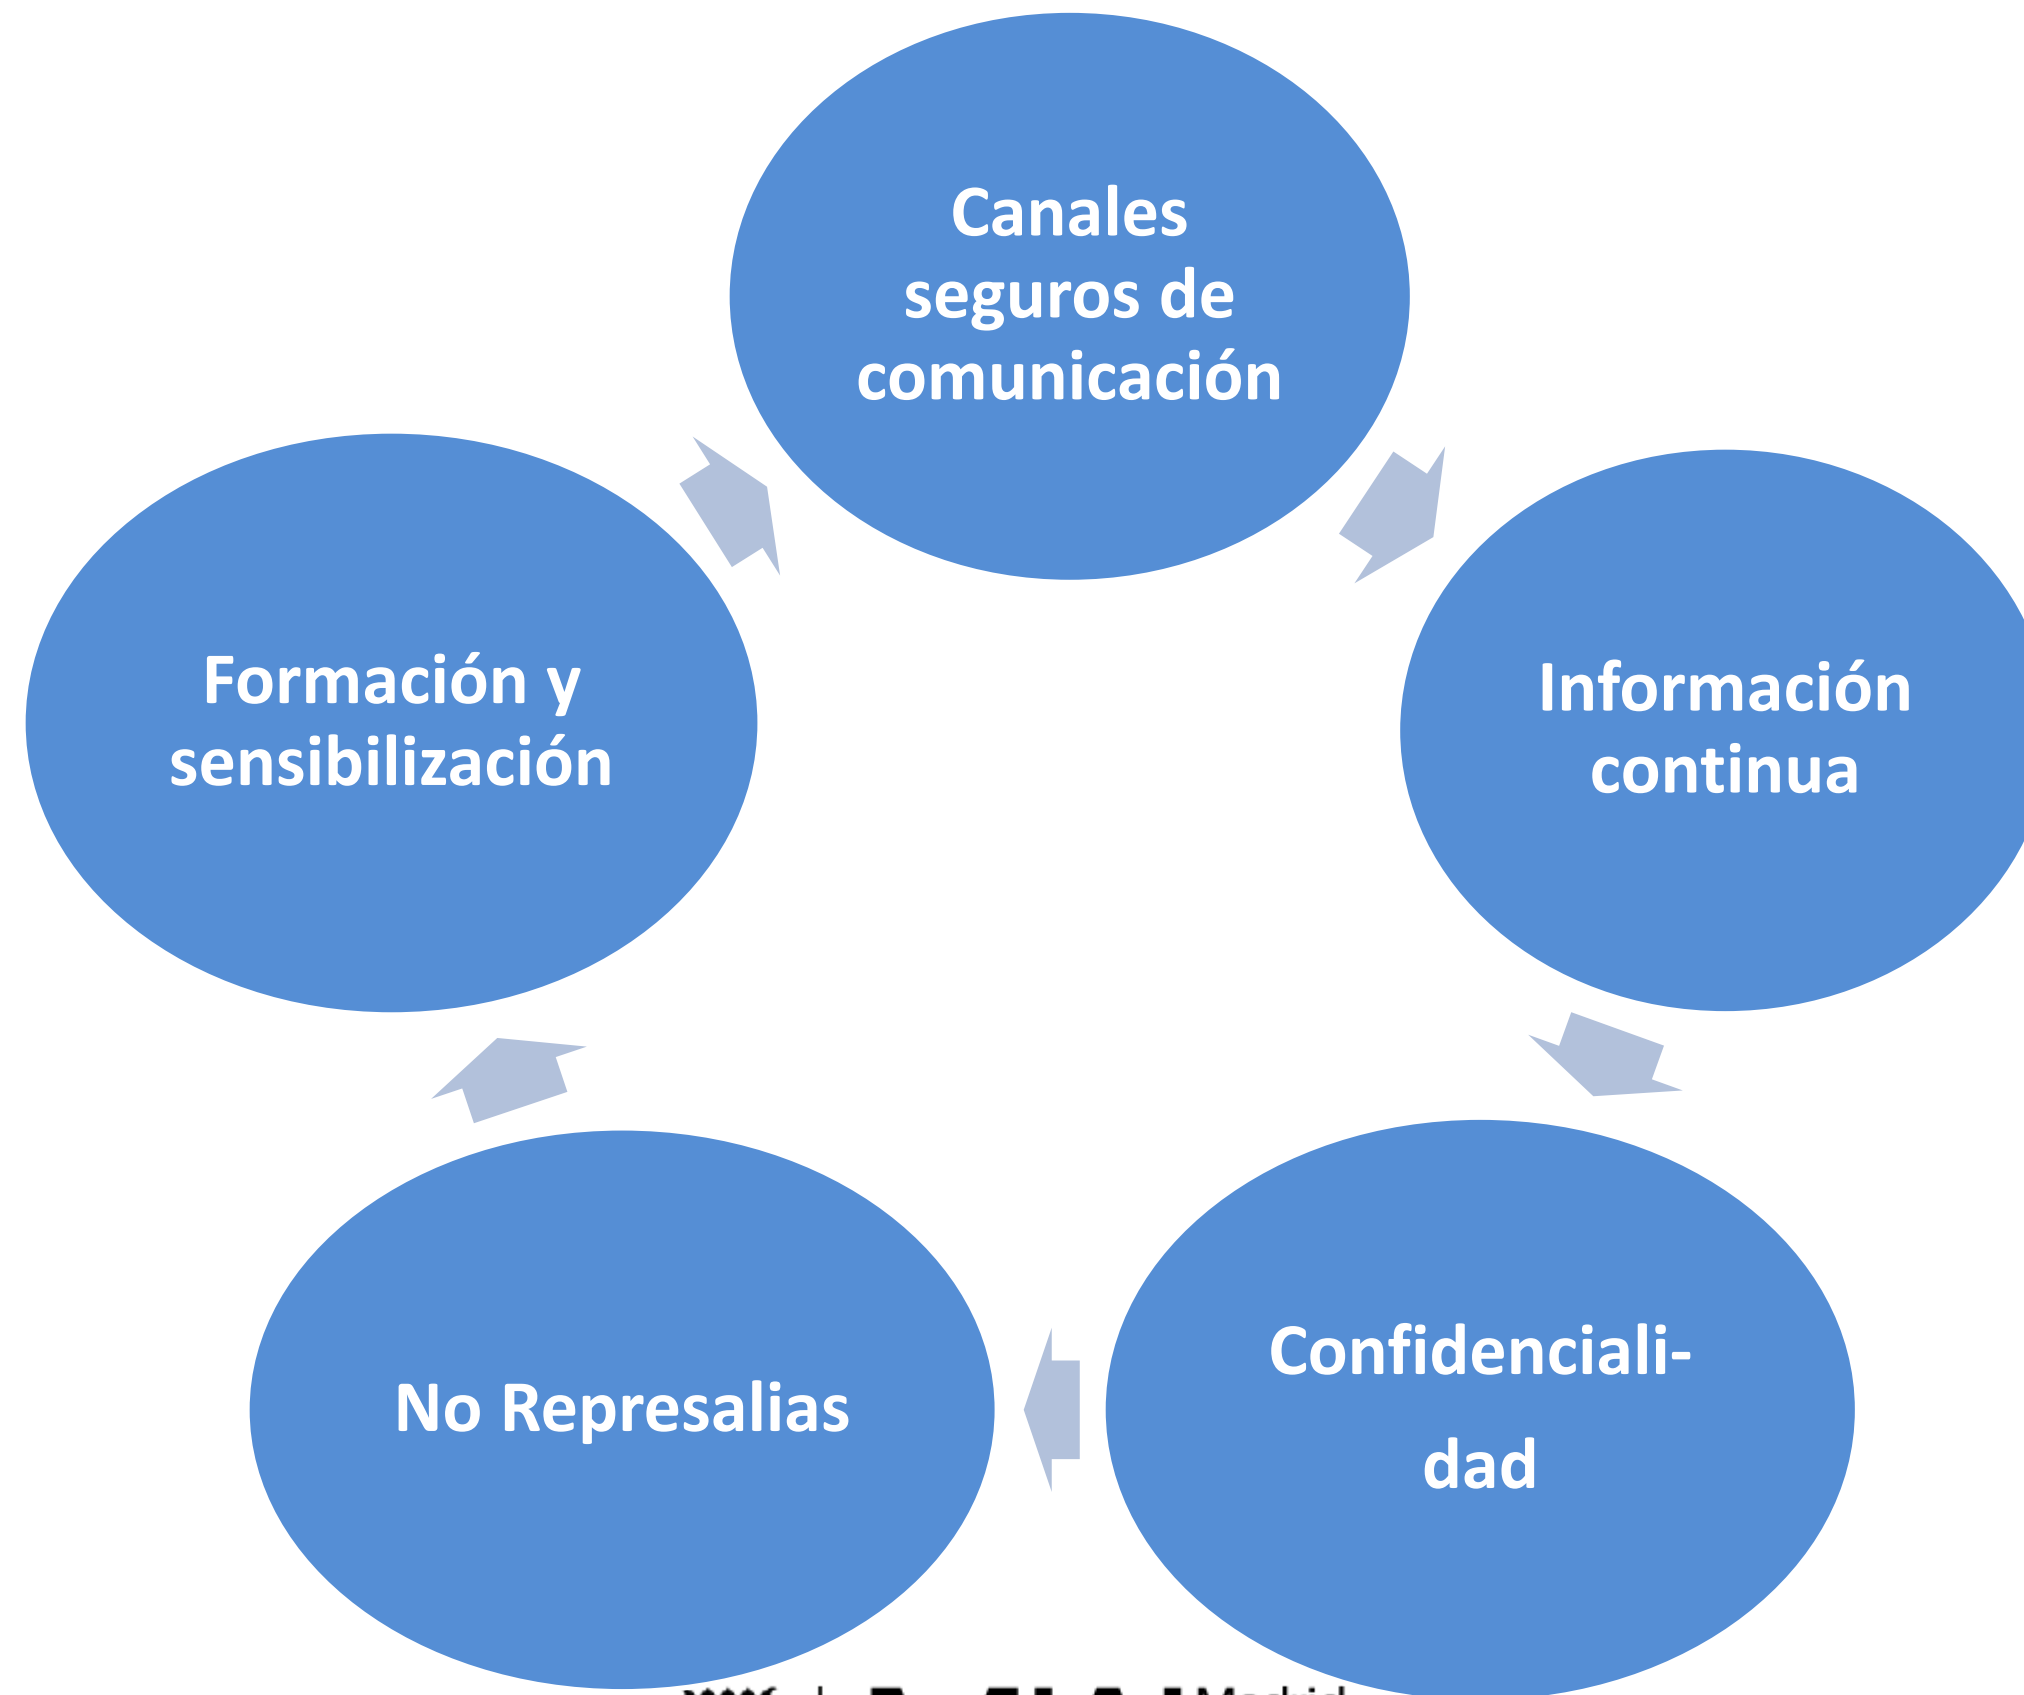 Canales
seguros de
comunicación
Información
continua
Confidenciali-
dad
No Represalias
Formación y
sensibilización